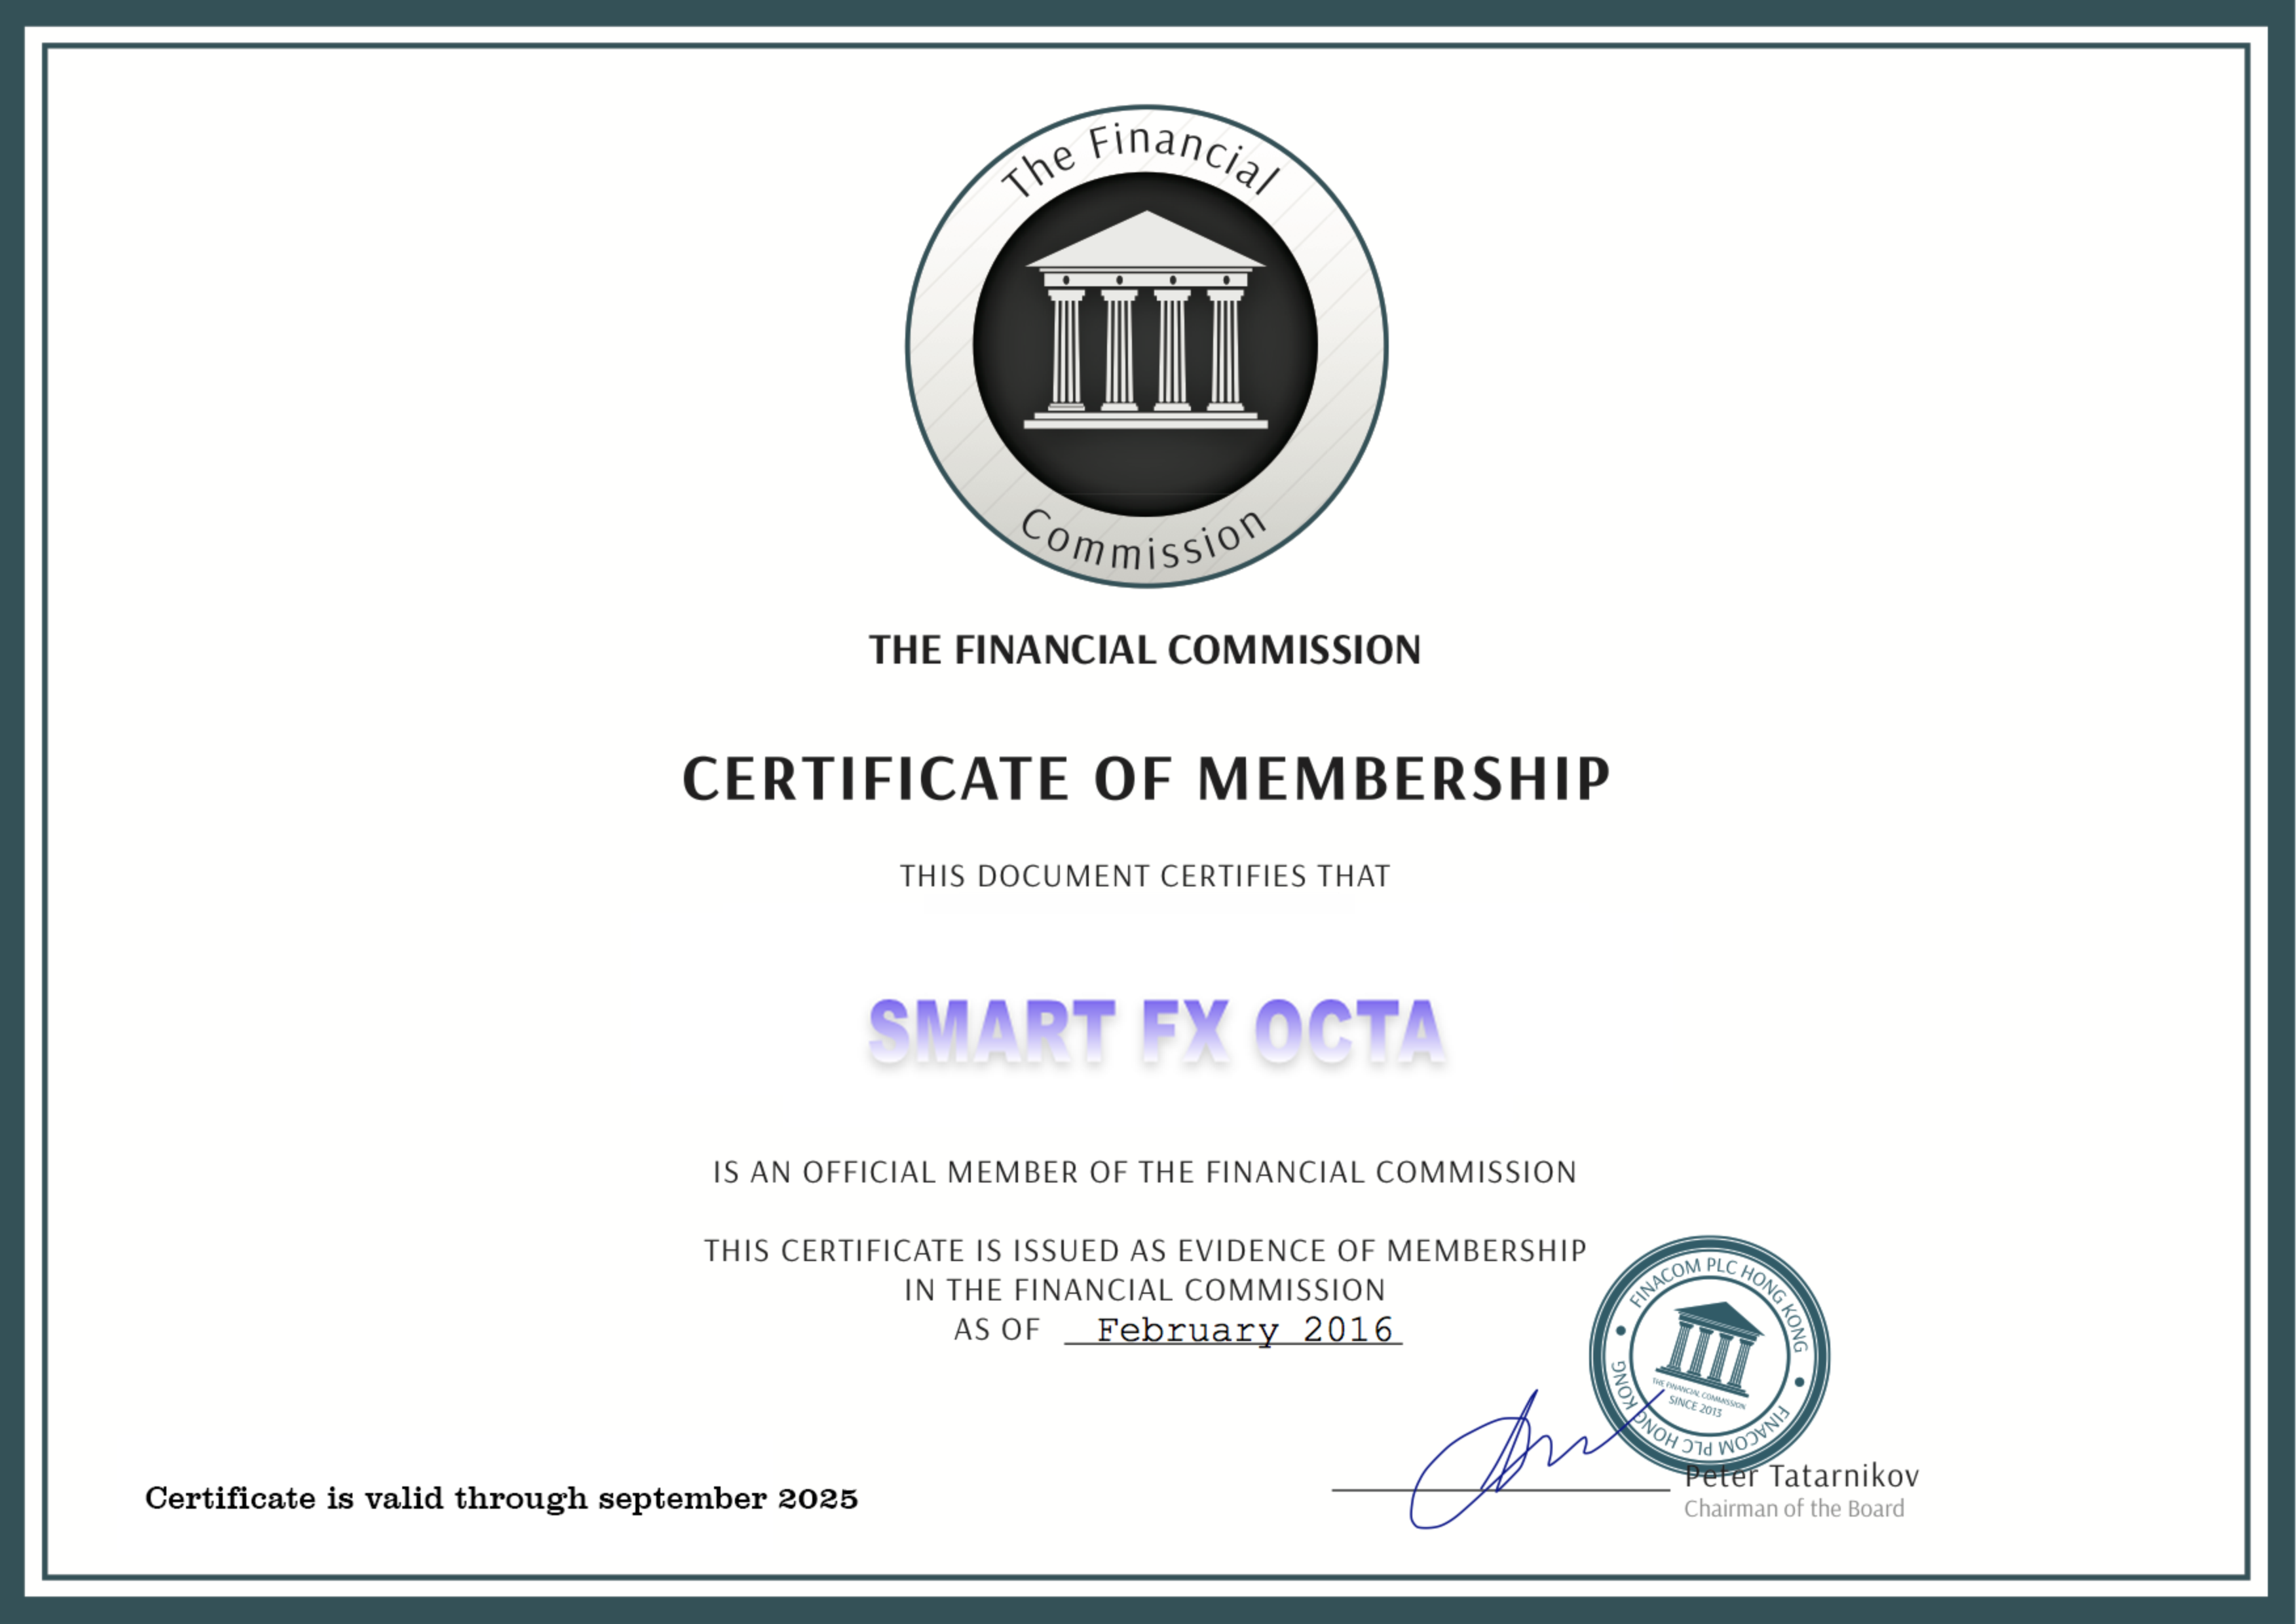 The Financial
Commission
THE FINANCIAL COMMISSION
CERTIFICATE OF MEMBERSHIP
THIS DOCUMENT CERTIFIES THAT
SMART FX OCTA
IS AN OFFICIAL MEMBER OF THE FINANCIAL COMMISSION
THIS CERTIFICATE IS ISSUED AS EVIDENCE OF MEMBERSHIP
IN THE FINANCIAL COMMISSION
AS OF February 2016
FINACOM PLC HONG KONG
THE FINANCIAL COMMISSION
SINCE 2013
FINACOM PLC HONG KONG
Peter Tatarnikov
Chairman of the Board
Certificate is valid through september 2025